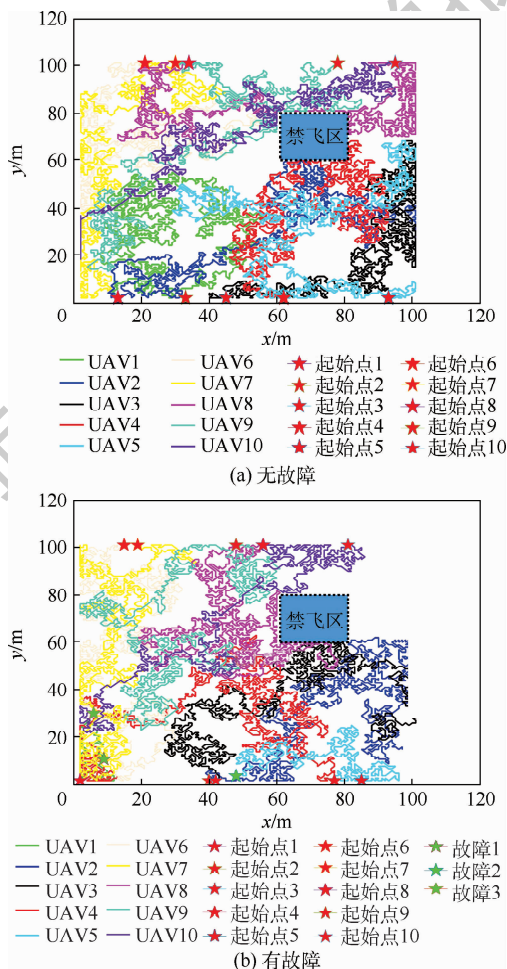 120
100
80
60
40
20
0
20
40
60
80
100
120
y/m
x/m
禁飞区
UAV1 UAV6 起始点1 起始点6
UAV2 UAV7 起始点2 起始点7
UAV3 UAV8 起始点3 起始点8
UAV4 UAV9 起始点4 起始点9
UAV5 UAV10 起始点5 起始点10
(a) 无故障
120
100
80
60
40
20
0
20
40
60
80
100
120
y/m
x/m
禁飞区
UAV1 UAV6 起始点1 起始点6 故障1
UAV2 UAV7 起始点2 起始点7 故障2
UAV3 UAV8 起始点3 起始点8 故障3
UAV4 UAV9 起始点4 起始点9
UAV5 UAV10 起始点5 起始点10
(b) 有故障